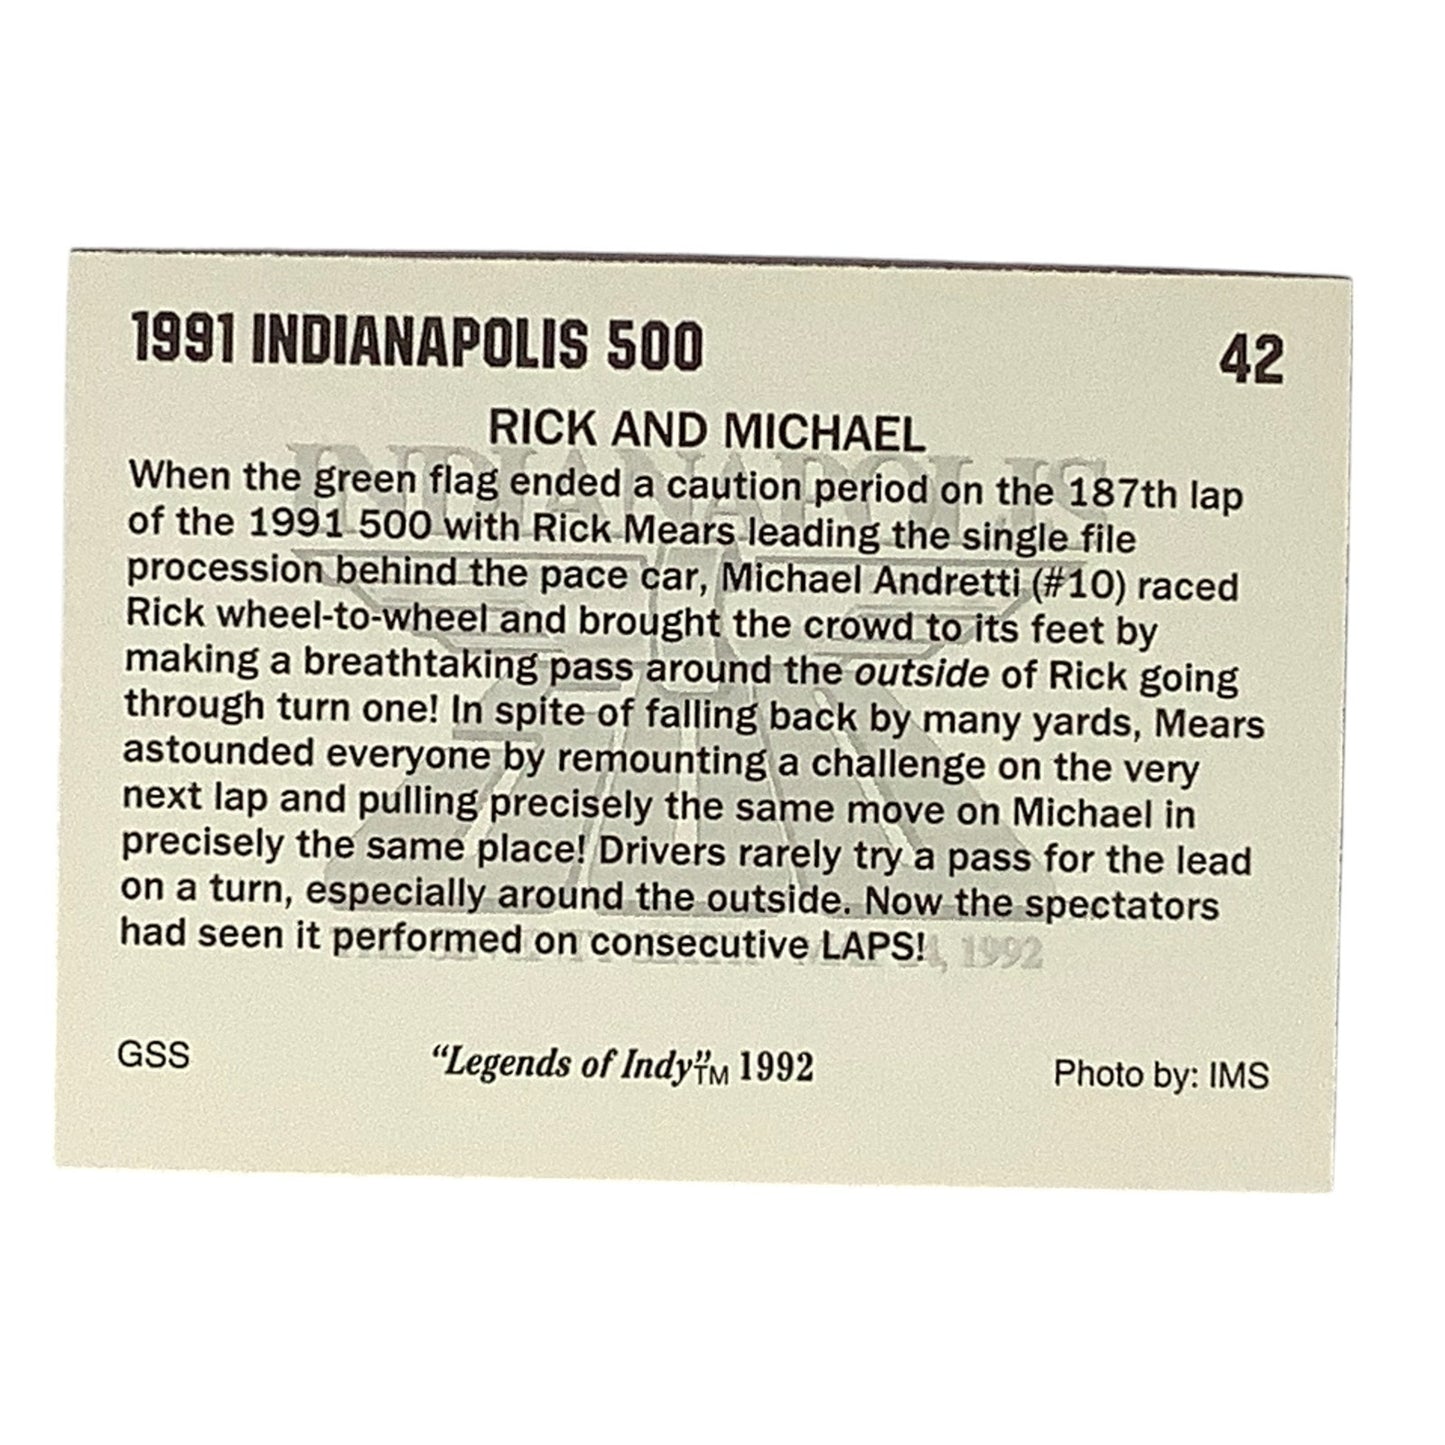 1991 INDIANAPOLIS 500
42
RICK AND MICHAEL
When the green flag ended a caution period on the 187th lap
of the 1991 500 with Rick Mears leading the single file
procession behind the pace car, Michael Andretti (#10) raced
Rick wheel-to-wheel and brought the crowd to its feet by
making a breathtaking pass around the outside of Rick going
through turn one! In spite of falling back by many yards, Mears
astounded everyone by remounting a challenge on the very
next lap and pulling precisely the same move on Michael in
precisely the same place! Drivers rarely try a pass for the lead
on a turn, especially around the outside. Now the spectators
had seen it performed on consecutive LAPS!
INDIANAPOLIS
1992
GSS
“Legends of Indy”TM 1992
Photo by: IMS